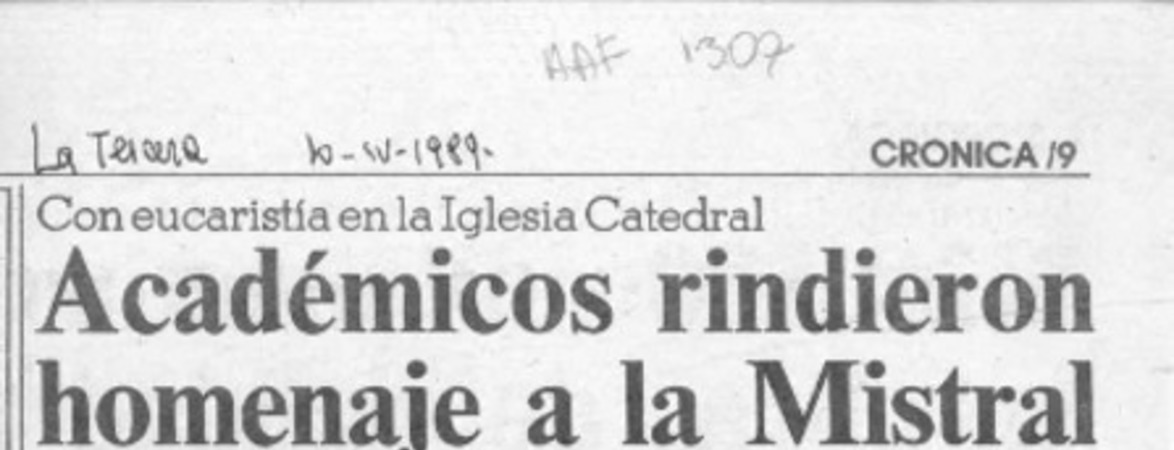 AAF 1307
La Tercera 10-IV-1989.
CRONICA /9
Con eucaristía en la Iglesia Catedral
Académicos rindieron
homenaje a la Mistral